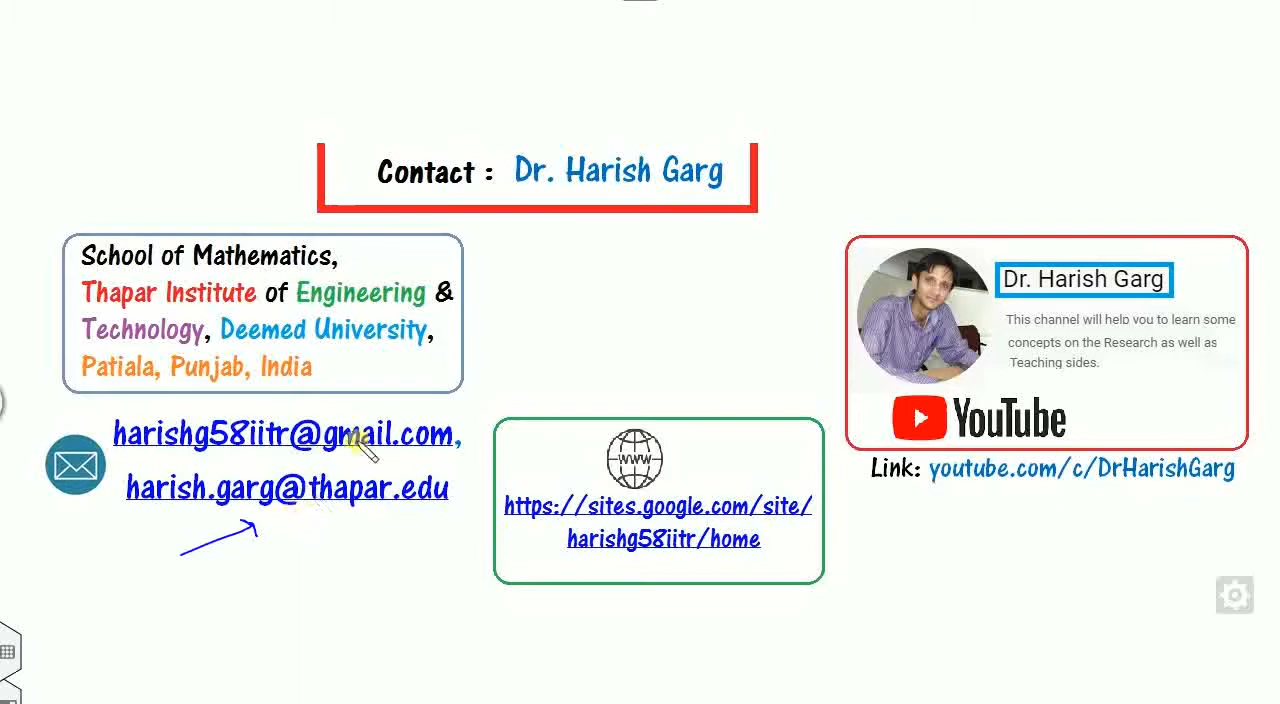 Contact : Dr. Harish Garg
School of Mathematics,
Thapar Institute of Engineering &
Technology, Deemed University,
Patiala, Punjab, India
harishg58iitr@gmail.com,
harish.garg@thapar.edu
www
https://sites.google.com/site/
harishg58iitr/home
Dr. Harish Garg
This channel will help you to learn some
concepts on the Research as well as
Teaching sides.
YouTube
Link: youtube.com/c/DrHarishGarg